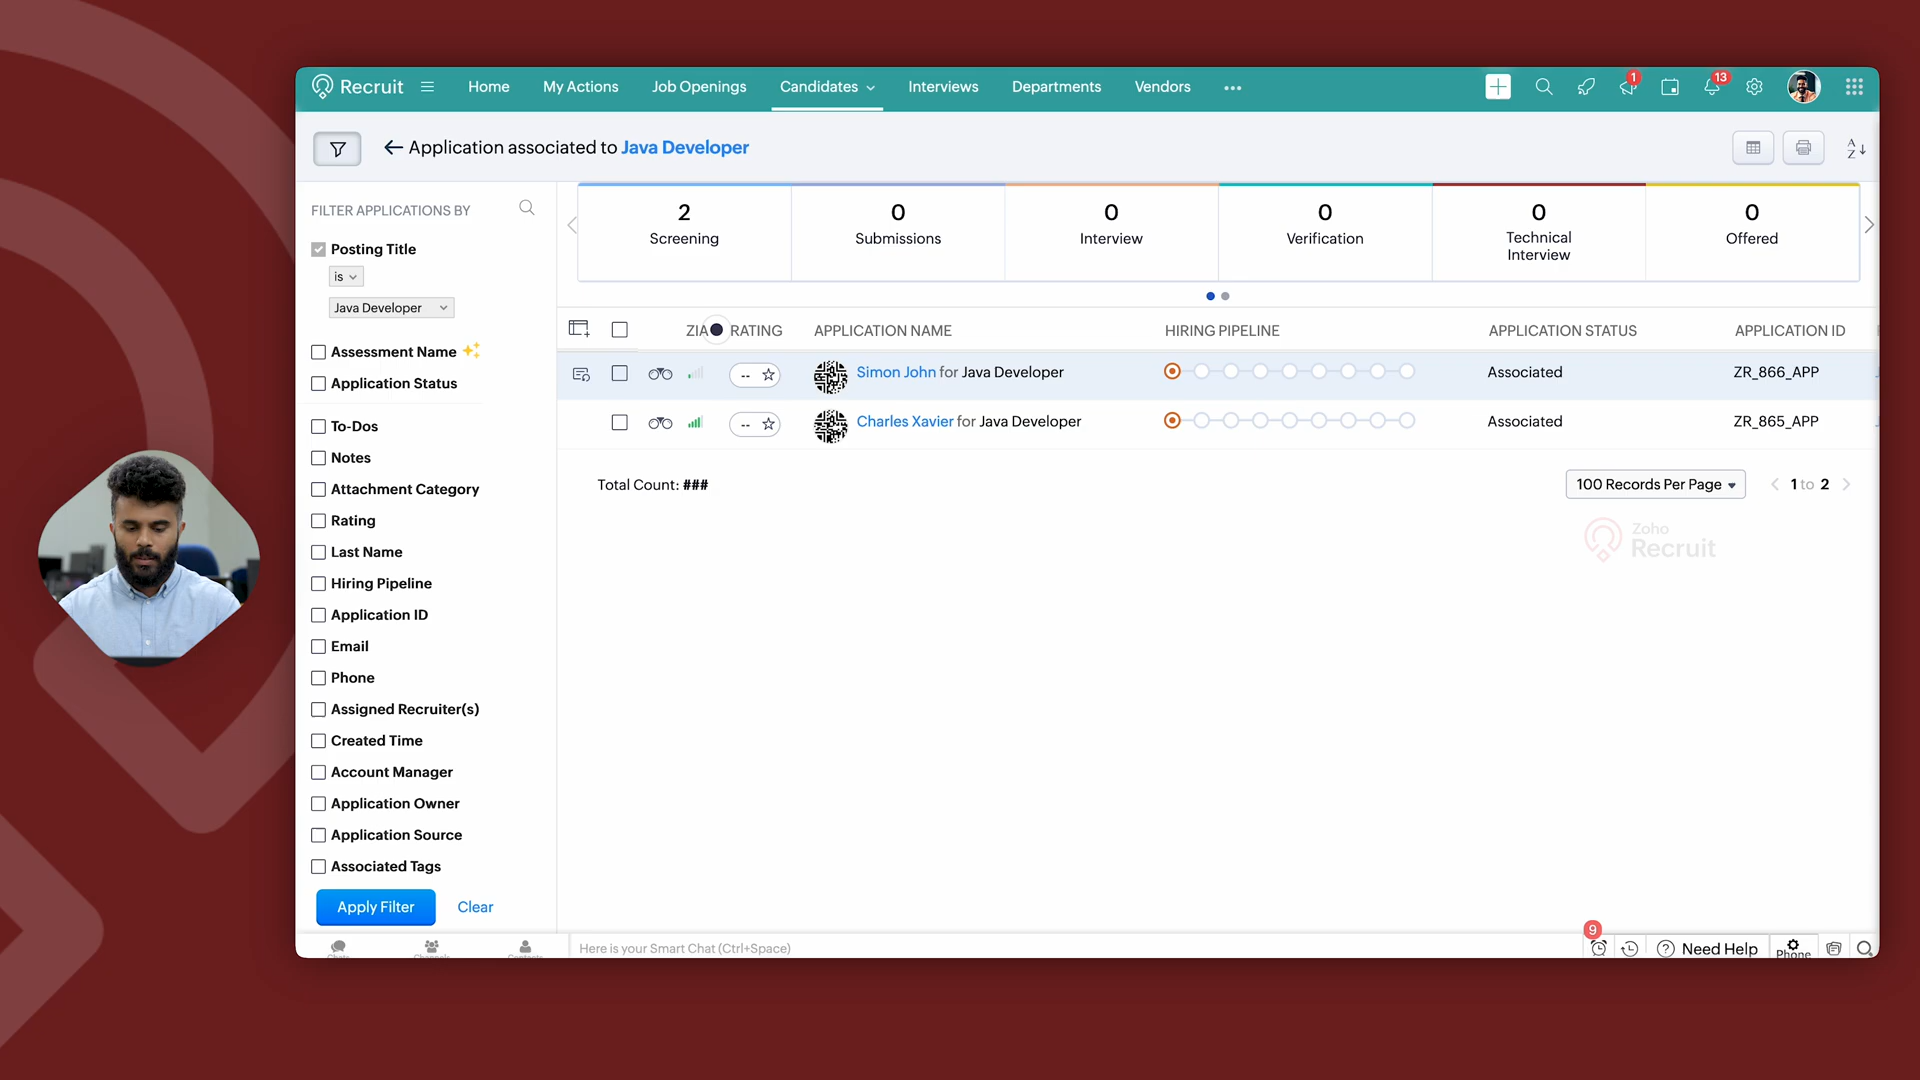 Recruit
Home
My Actions
Job Openings
Candidates
Interviews
Departments
Vendors
1
13
Application associated to Java Developer
A
Z
FILTER APPLICATIONS BY
Posting Title
is
Java Developer
Assessment Name
Application Status
To-Dos
Notes
Attachment Category
Rating
Last Name
Hiring Pipeline
Application ID
Email
Phone
Assigned Recruiter(s)
Created Time
Account Manager
Application Owner
Application Source
Associated Tags
Apply Filter
Clear
2
Screening
0
Submissions
0
Interview
0
Verification
0
Technical
Interview
0
Offered
ZIA
RATING
APPLICATION NAME
HIRING PIPELINE
APPLICATION STATUS
APPLICATION ID
--
Simon John for Java Developer
Associated
ZR_866_APP
--
Charles Xavier for Java Developer
Associated
ZR_865_APP
Total Count: ###
100 Records Per Page
1 to 2
Zoho
Recruit
Here is your Smart Chat (Ctrl+Space)
9
Need Help
Phone